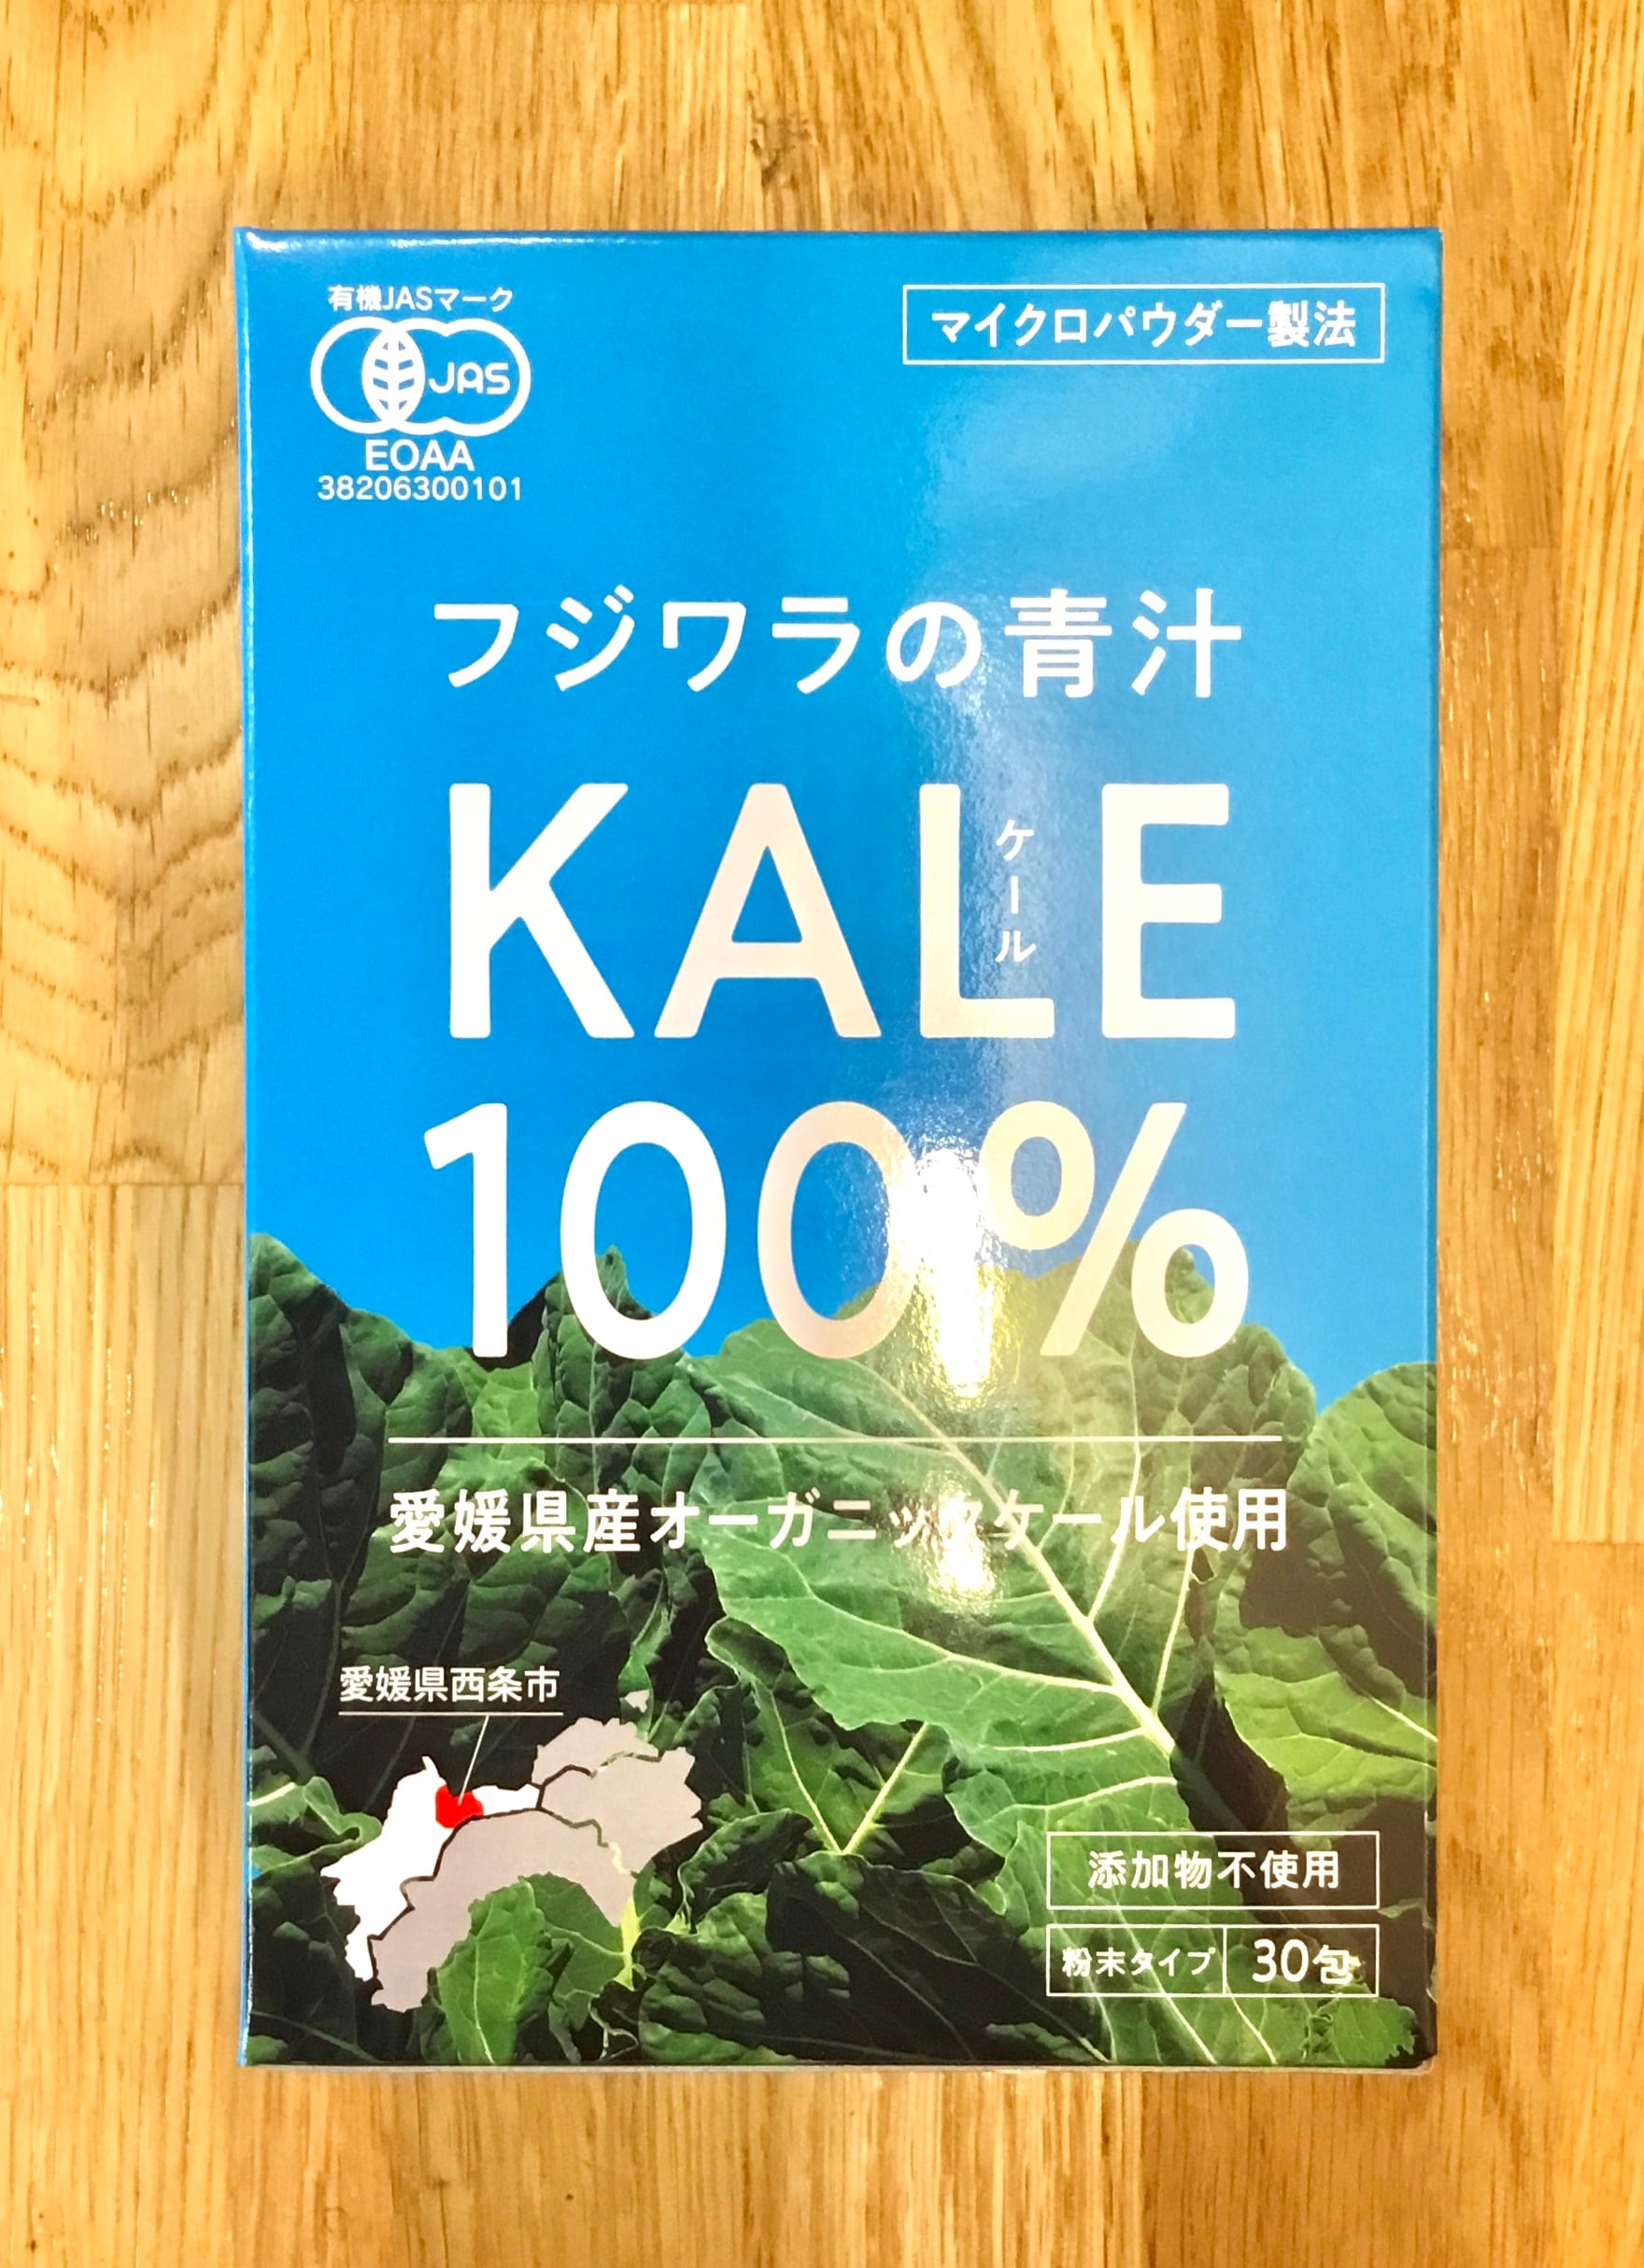 有機JASマーク
JAS
EOAA
38206300101
マイクロパウダー製法
フジワラの青汁
KALE
ケール
100%
愛媛県産オーガニックケール使用
愛媛県西条市
添加物不使用
粉末タイプ 30包